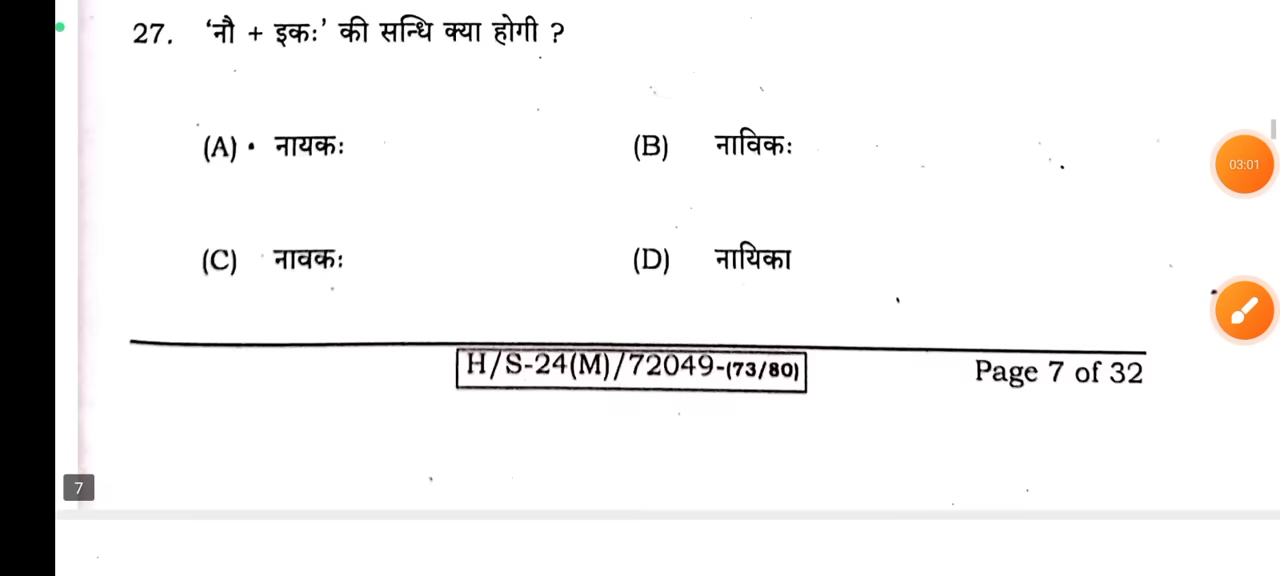 27. ‘नौ + इकः’ की सन्धि क्या होगी ?
(A) नायकः (B) नाविकः
03:01
(C) नावकः (D) नायिका
H/S-24(M)/72049-(73/80) Page 7 of 32
7